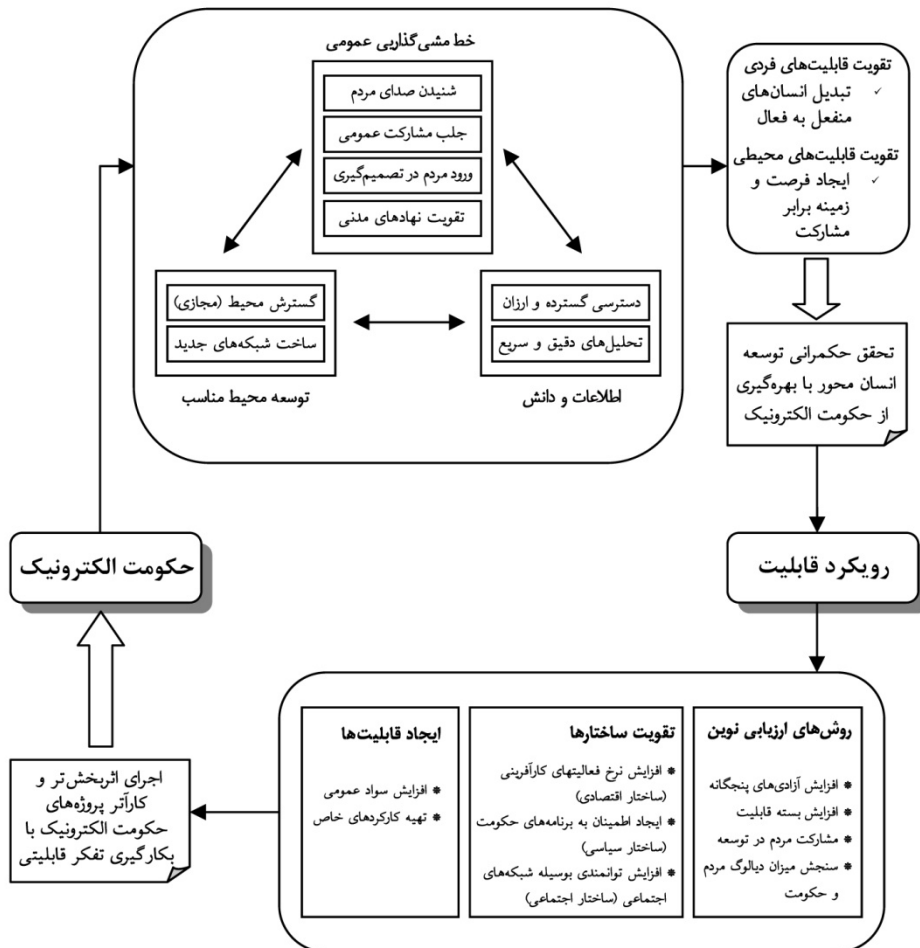 خط مشی‌گذاریی عمومی
شنیدن صدای مردم
جلب مشارکت عمومی
ورود مردم در تصمیم‌گیری
تقویت نهادهای مدنی
گسترش محیط (مجازی)
ساخت شبکه‌های جدید
توسعه محیط مناسب
دسترسی گسترده و ارزان
تحلیل‌های دقیق و سریع
اطلاعات و دانش
تقویت قابلیت‌های فردی
✓ تبدیل انسان‌های
منفعل به فعال
تقویت قابلیت‌های محیطی
✓ ایجاد فرصت و
زمینه برابر
مشارکت
تحقق حکمرانی توسعه
انسان محور با بهره‌گیری
از حکومت الکترونیک
رویکرد قابلیت
روش‌های ارزیابی نوین
* افزایش آزادی‌های پنجگانه
* افزایش بسته قابلیت
* مشارکت مردم در توسعه
* سنجش میزان دیالوگ مردم
و حکومت
تقویت ساختارها
* افزایش نرخ فعالیتهای کارآفرینی
(ساختار اقتصادی)
* ایجاد اطمینان به برنامه‌های حکومت
(ساختار سیاسی)
* افزایش توانمندی بوسیله شبکه‌های
اجتماعی (ساختار اجتماعی)
ایجاد قابلیت‌ها
* افزایش سواد عمومی
* تهیه کارکردهای خاص
اجرای اثربخش‌تر و
کارآتر پروژه‌های
حکومت الکترونیک با
بکارگیری تفکر قابلیتی
حکومت الکترونیک